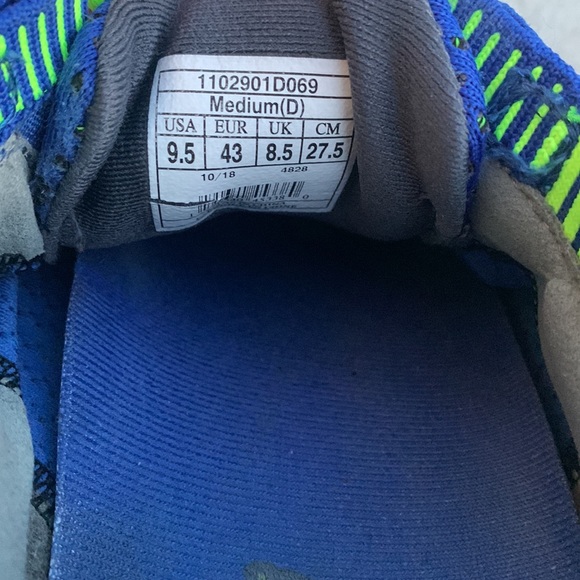 1102901D069
Medium(D)
USA EUR UK CM
9.5 43 8.5 27.5
10/18 4828